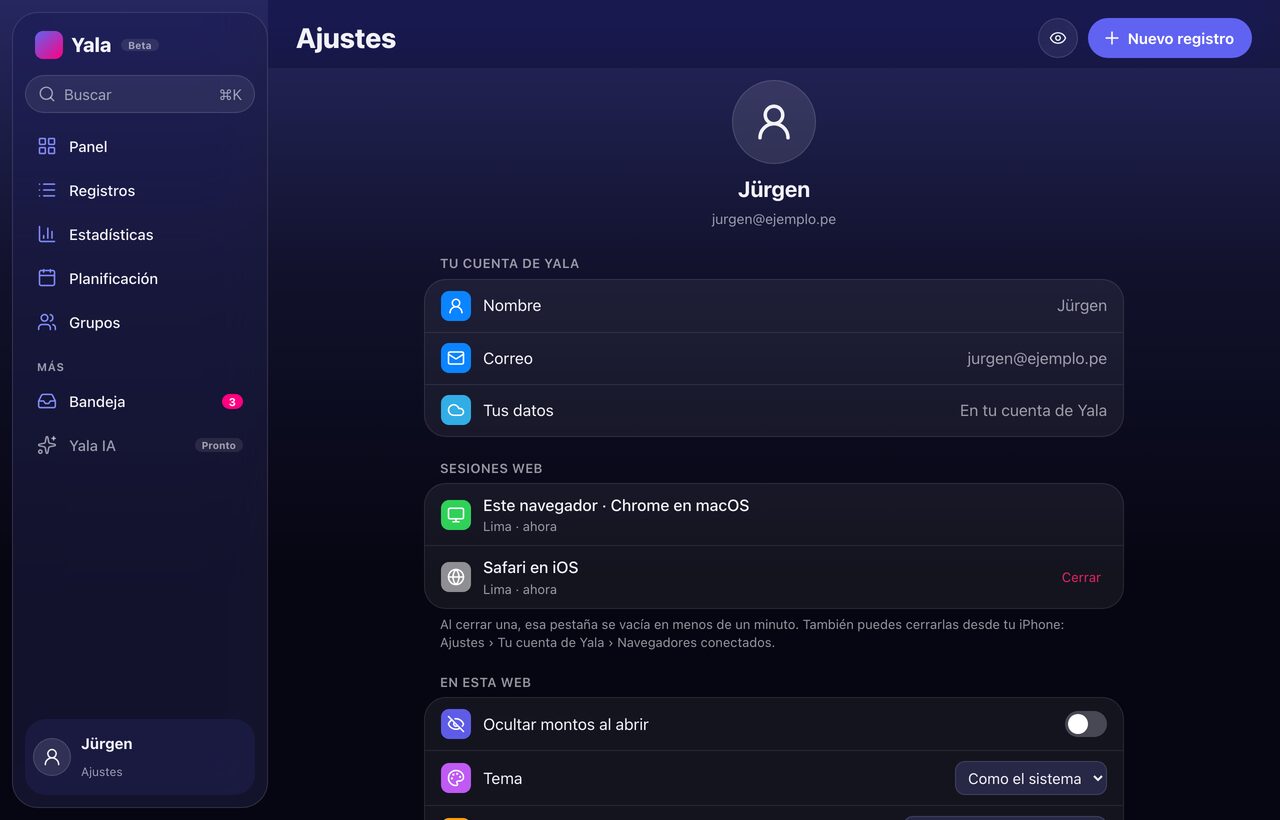 Yala Beta
Buscar ⌘K
Panel
Registros
Estadísticas
Planificación
Grupos
MÁS
Bandeja 3
Yala IA Pronto
Jürgen
Ajustes
Ajustes
Nuevo registro
Jürgen
jurgen@ejemplo.pe
TU CUENTA DE YALA
Nombre Jürgen
Correo jurgen@ejemplo.pe
Tus datos En tu cuenta de Yala
SESIONES WEB
Este navegador · Chrome en macOS
Lima · ahora
Safari en iOS
Lima · ahora
Cerrar
Al cerrar una, esa pestaña se vacía en menos de un minuto. También puedes cerrarlas desde tu iPhone:
Ajustes › Tu cuenta de Yala › Navegadores conectados.
EN ESTA WEB
Ocultar montos al abrir
Tema Como el sistema